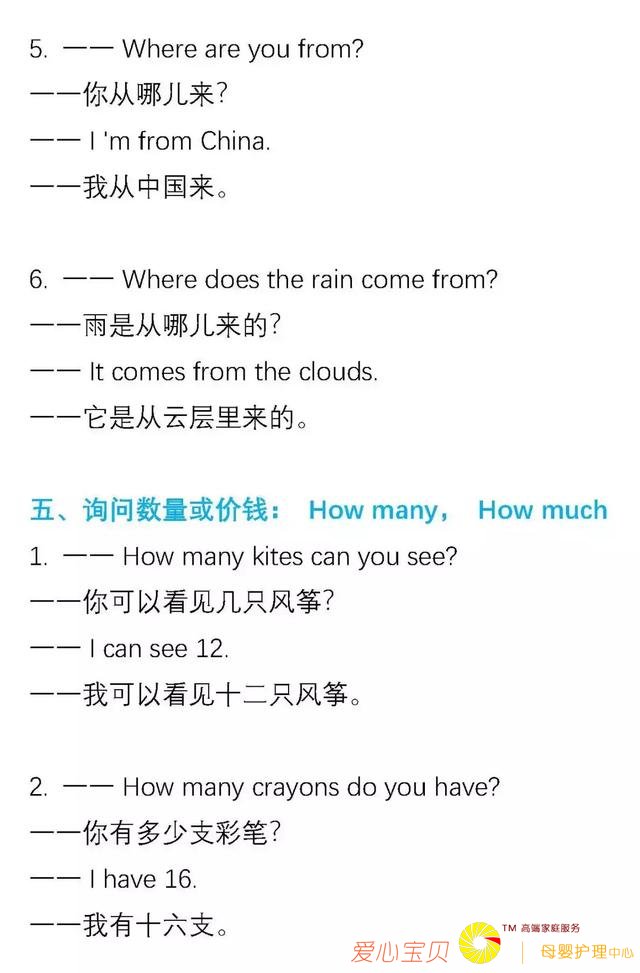 5. —— Where are you from?
——你从哪儿来？
—— I 'm from China.
——我从中国来。
6. —— Where does the rain come from?
——雨是从哪儿来的？
—— It comes from the clouds.
——它是从云层里来的。
五、询问数量或价钱： How many， How much
1. —— How many kites can you see?
——你可以看见几只风筝？
—— I can see 12.
——我可以看见十二只风筝。
2. —— How many crayons do you have?
——你有多少支彩笔？
—— I have 16.
——我有十六支。
爱心宝贝 TM 高端家庭服务
母婴护理中心